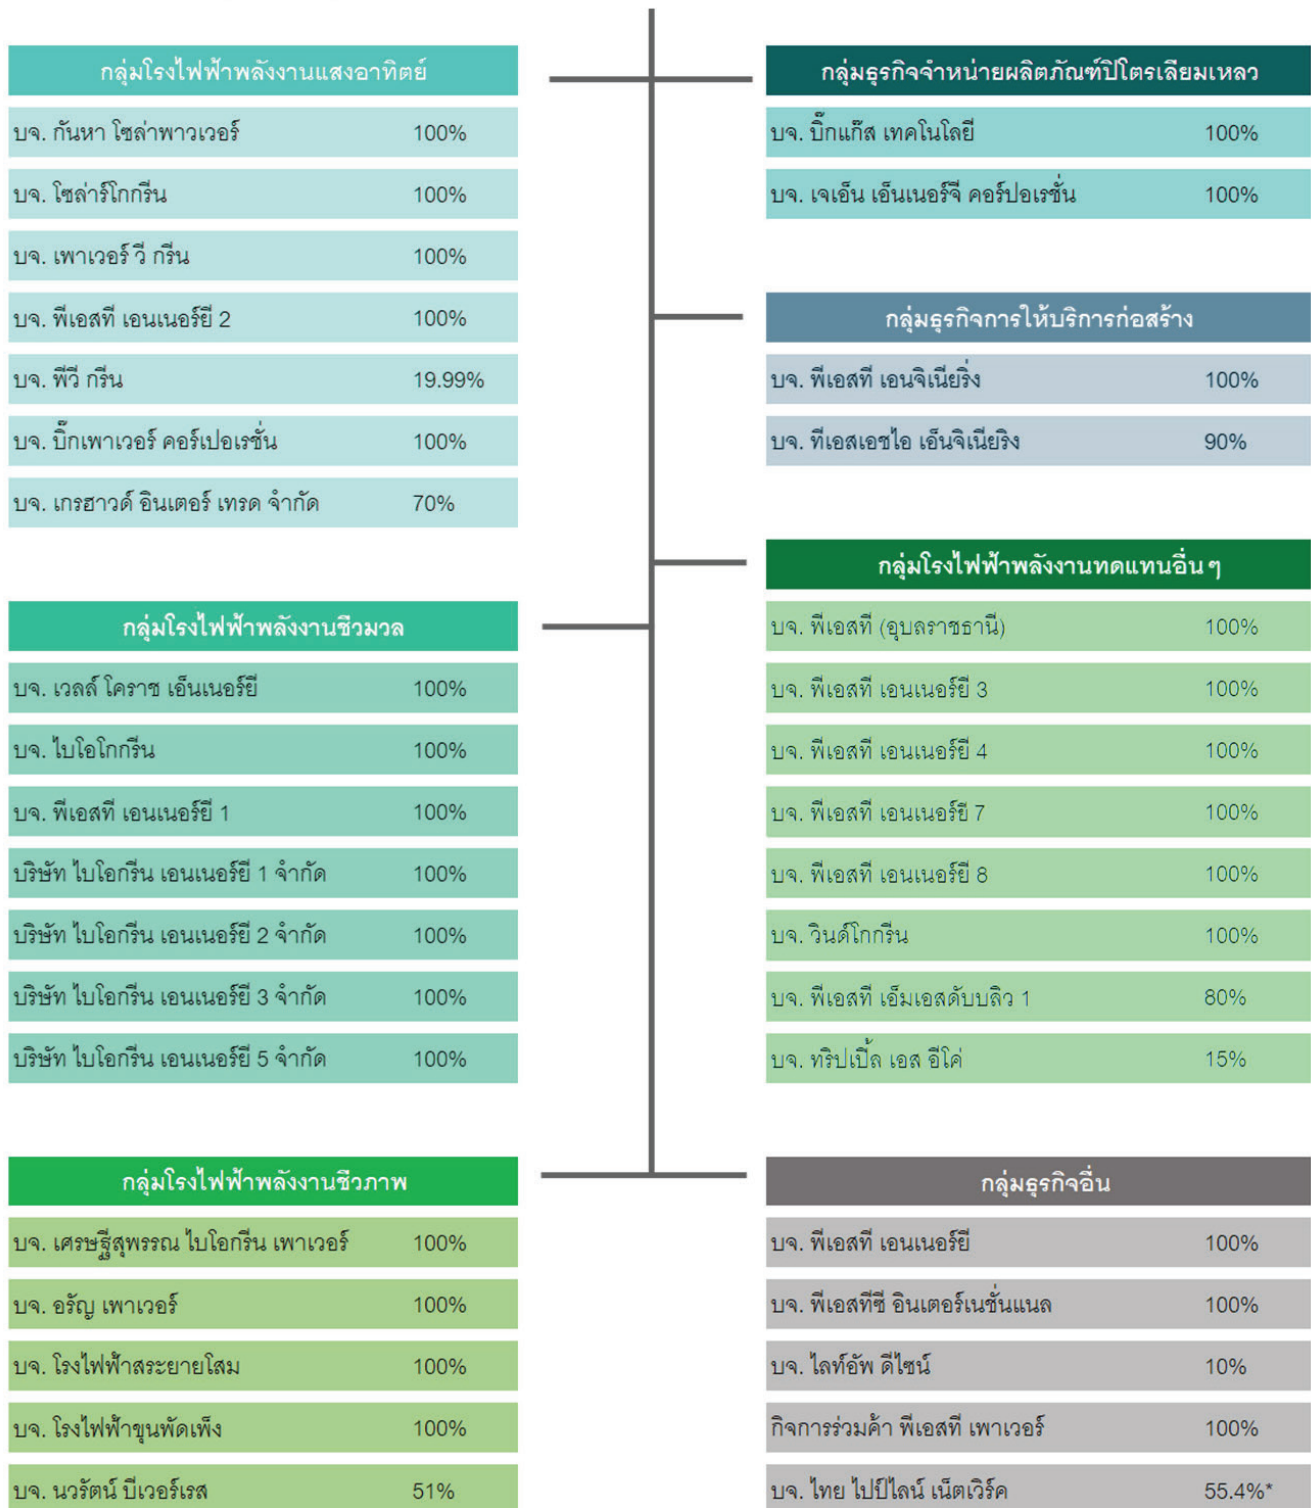 กลุ่มโรงไฟฟ้าพลังงานแสงอาทิตย์
บจ. กันหา โซล่าพาวเวอร์ 100%
บจ. โซล่าร์โกกรีน 100%
บจ. เพาเวอร์ วี กรีน 100%
บจ. พีเอสที เอนเนอร์ยี 2 100%
บจ. พีวี กรีน 19.99%
บจ. บิ๊กเพาเวอร์ คอร์เปอเรชั่น 100%
บจ. เกรฮาวด์ อินเตอร์ เทรด จำกัด 70%
กลุ่มโรงไฟฟ้าพลังงานชีวมวล
บจ. เวลล์ โคราช เอ็นเนอร์ยี 100%
บจ. ไบโอโกกรีน 100%
บจ. พีเอสที เอนเนอร์ยี 1 100%
บริษัท ไบโอกรีน เอนเนอร์ยี 1 จำกัด 100%
บริษัท ไบโอกรีน เอนเนอร์ยี 2 จำกัด 100%
บริษัท ไบโอกรีน เอนเนอร์ยี 3 จำกัด 100%
บริษัท ไบโอกรีน เอนเนอร์ยี 5 จำกัด 100%
กลุ่มโรงไฟฟ้าพลังงานชีวภาพ
บจ. เศรษฐีสุพรรณ ไบโอกรีน เพาเวอร์ 100%
บจ. อรัญ เพาเวอร์ 100%
บจ. โรงไฟฟ้าสระยายโสม 100%
บจ. โรงไฟฟ้าขุนพัดเพ็ง 100%
บจ. นวรัตน์ บีเวอร์เรส 51%
กลุ่มธุรกิจจำหน่ายผลิตภัณฑ์ปิโตรเลียมเหลว
บจ. บิ๊กแก๊ส เทคโนโลยี 100%
บจ. เจเอ็น เอ็นเนอร์จี คอร์ปอเรชั่น 100%
กลุ่มธุรกิจการให้บริการก่อสร้าง
บจ. พีเอสที เอนจิเนียริ่ง 100%
บจ. ทีเอสเอชไอ เอ็นจิเนียริง 90%
กลุ่มโรงไฟฟ้าพลังงานทดแทนอื่น ๆ
บจ. พีเอสที (อุบลราชธานี) 100%
บจ. พีเอสที เอนเนอร์ยี 3 100%
บจ. พีเอสที เอนเนอร์ยี 4 100%
บจ. พีเอสที เอนเนอร์ยี 7 100%
บจ. พีเอสที เอนเนอร์ยี 8 100%
บจ. วินด์โกกรีน 100%
บจ. พีเอสที เอ็มเอสดับบลิว 1 80%
บจ. ทริปเปิ้ล เอส อีโค่ 15%
กลุ่มธุรกิจอื่น
บจ. พีเอสที เอนเนอร์ยี 100%
บจ. พีเอสทีซี อินเตอร์เนชั่นแนล 100%
บจ. ไลท์อัพ ดีไซน์ 10%
กิจการร่วมค้า พีเอสที เพาเวอร์ 100%
บจ. ไทย ไปป์ไลน์ เน็ตเวิร์ค 55.4%*